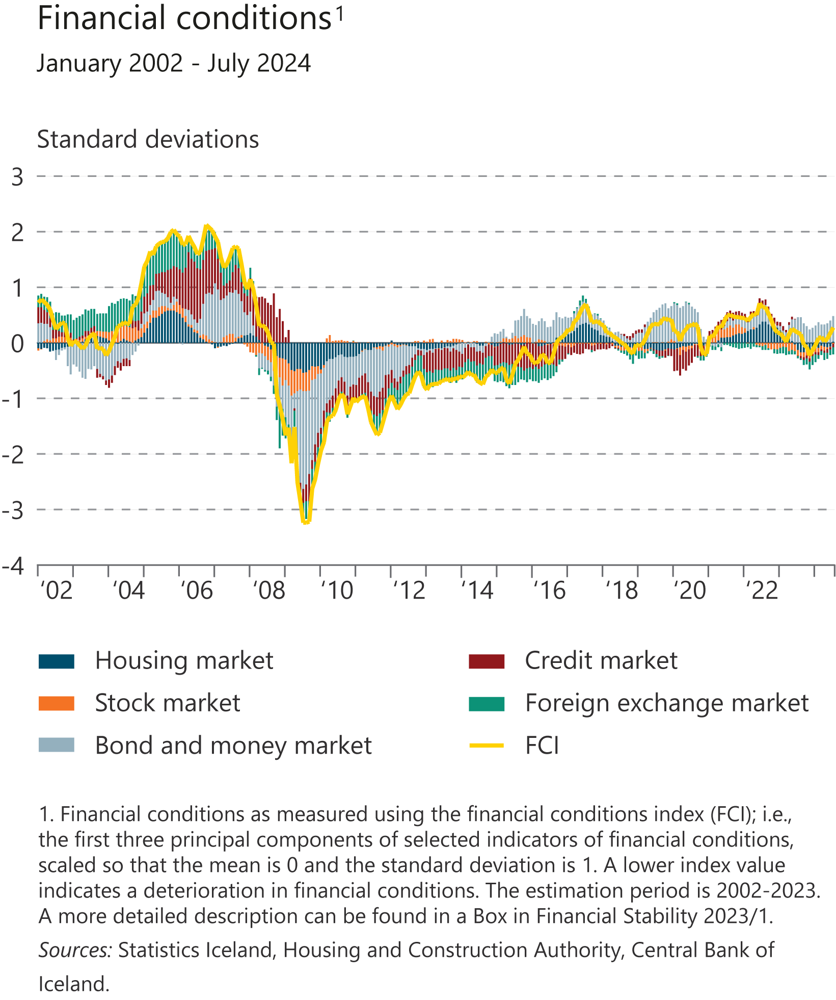 Financial conditions¹
January 2002 - July 2024
Standard deviations
3
2
1
0
-1
-2
-3
-4
‘02 ‘04 ‘06 ‘08 ‘10 ‘12 ‘14 ‘16 ‘18 ‘20 ‘22
Housing market
Stock market
Bond and money market
Credit market
Foreign exchange market
FCI
1. Financial conditions as measured using the financial conditions index (FCI); i.e.,
the first three principal components of selected indicators of financial conditions,
scaled so that the mean is 0 and the standard deviation is 1. A lower index value
indicates a deterioration in financial conditions. The estimation period is 2002-2023.
A more detailed description can be found in a Box in Financial Stability 2023/1.
Sources: Statistics Iceland, Housing and Construction Authority, Central Bank of
Iceland.